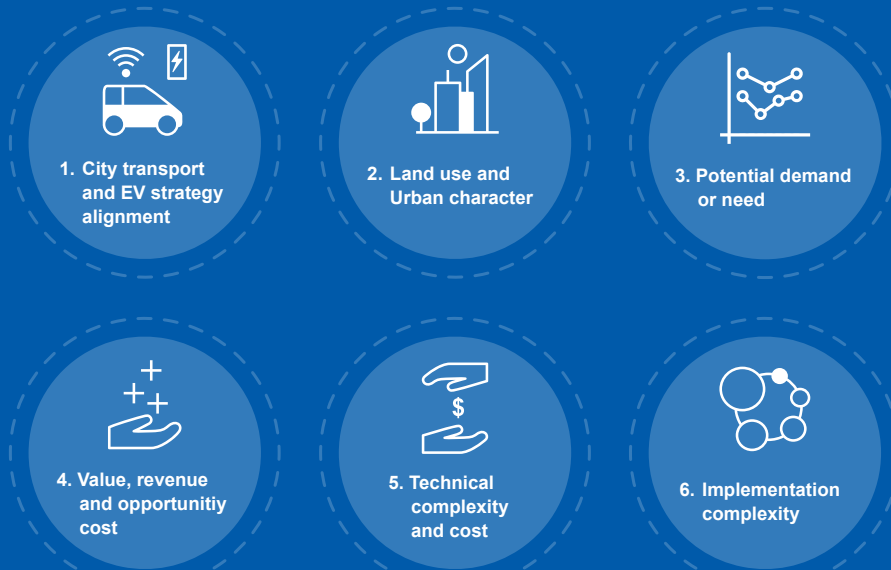 1. City transport
and EV strategy
alignment
2. Land use and
Urban character
3. Potential demand
or need
4. Value, revenue
and opportunitiy
cost
$
5. Technical
complexity
and cost
6. Implementation
complexity